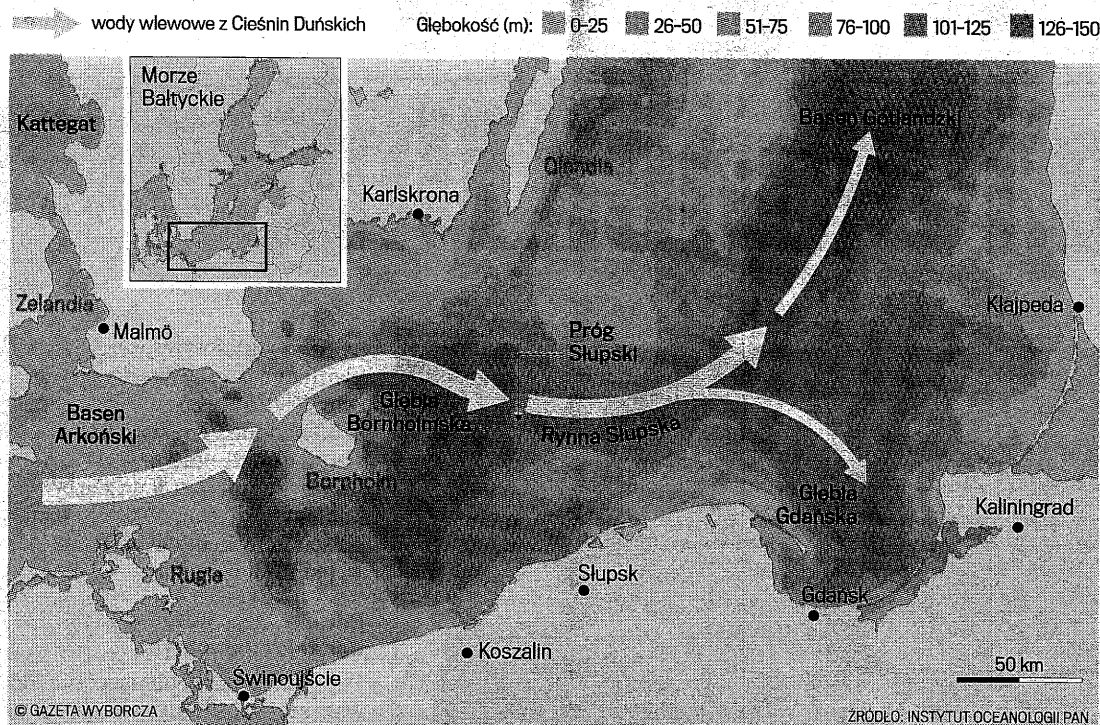 wody wlewowe z Cieśnin Duńskich
Głębokość (m): 0-25 26-50 51-75 76-100 101-125 126-150
Morze
Bałtyckie
Kattegat
Basen Gotlandzki
Olandia
Karlskrona
Zelandia
Malmö
Kłajpeda
Próg
Słupski
Basen
Arkoński
Głębia
Bornholmska
Rynna Słupska
Bornholm
Głębia
Gdańska
Kaliningrad
Rugia
Słupsk
Gdańsk
Koszalin
50 km
Świnoujście
© GAZETA WYBORCZA
ŹRÓDŁO: INSTYTUT OCEANOLOGII PAN